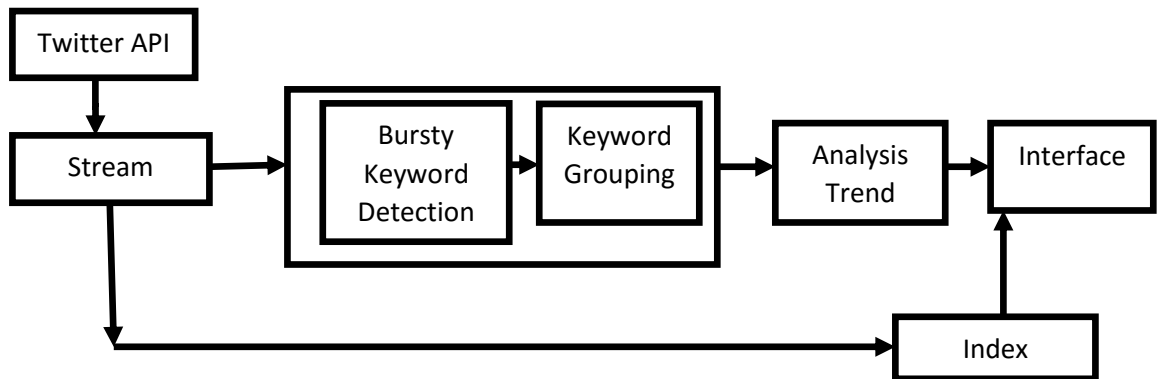 Twitter API
Stream
Bursty
Keyword
Detection
Keyword
Grouping
Analysis
Trend
Interface
Index